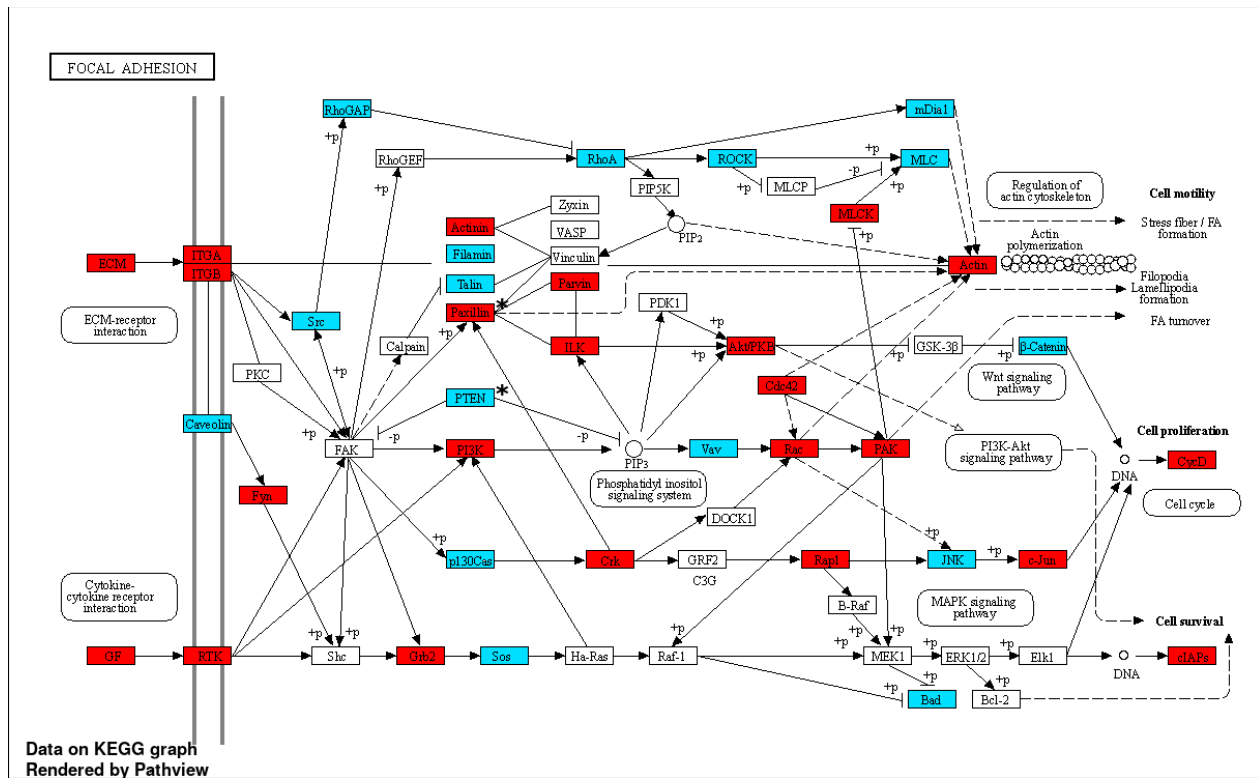 FOCAL ADHESION
RhoGAP
mDia1
+p
RhoGEF
RhoA
ROCK
+p
MLC
+p
PIP5K
+p
MLCP
-p
+p
Regulation of
actin cytoskeleton
Cell motility
Zyxin
Actinin
VASP
PIP2
MLCK
+p
Stress fiber / FA
formation
ECM
ITGA
ITGB
Filamin
Vinculin
Actin
Actin
polymerization
Talin
Parvin
Filopodia
Lamellipodia
formation
ECM-receptor
interaction
Src
Paxillin
*
+p
PDK1
+p
FA turnover
Calpain
ILK
+p
Akt/PKB
GSK-3β
+p
β-Catenin
PKC
+p
Cdc42
Wnt signaling
pathway
PTEN
*
Caveolin
+p
FAK
-p
PI3K
-p
PIP3
Vav
Rac
PAK
PI3K-Akt
signaling pathway
Cell proliferation
DNA
CycD
Fyn
Phosphatidyl inositol
signaling system
Cell cycle
DOCK1
+p
p130Cas
Crk
GRF2
C3G
Rap1
+p
JNK
+p
c-Jun
Cytokine-
cytokine receptor
interaction
B-Raf
MAPK signaling
pathway
+p
+p
+p
+p
+p
Cell survival
GF
RTK
Shc
Grb2
Sos
Ha-Ras
Raf-1
MEK1
+p
ERK1/2
+p
Elk1
DNA
cIAPs
+p
+p
+p
Bad
Bcl-2
Data on KEGG graph
Rendered by Pathview